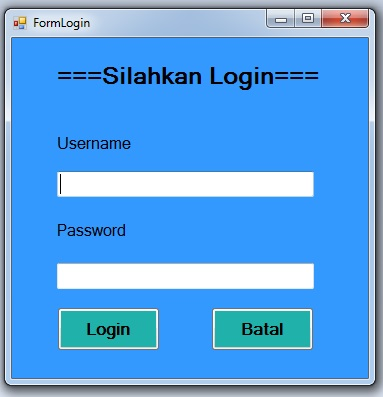 FormLogin
===Silahkan Login===
Username
Password
Login
Batal